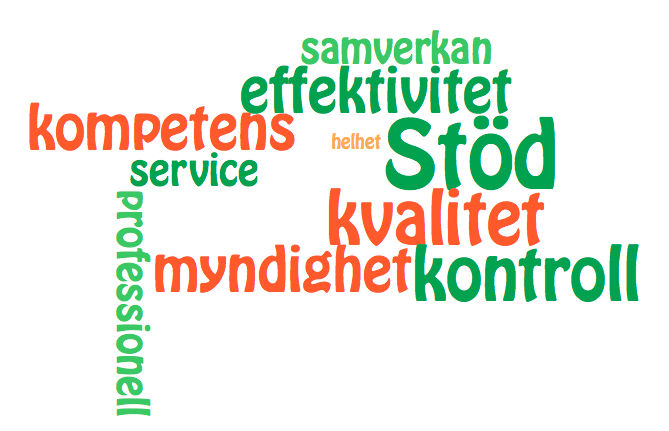 samverkan
effektivitet
kompetens
helhet
Stöd
service
professionell
kvalitet
myndighet
kontroll